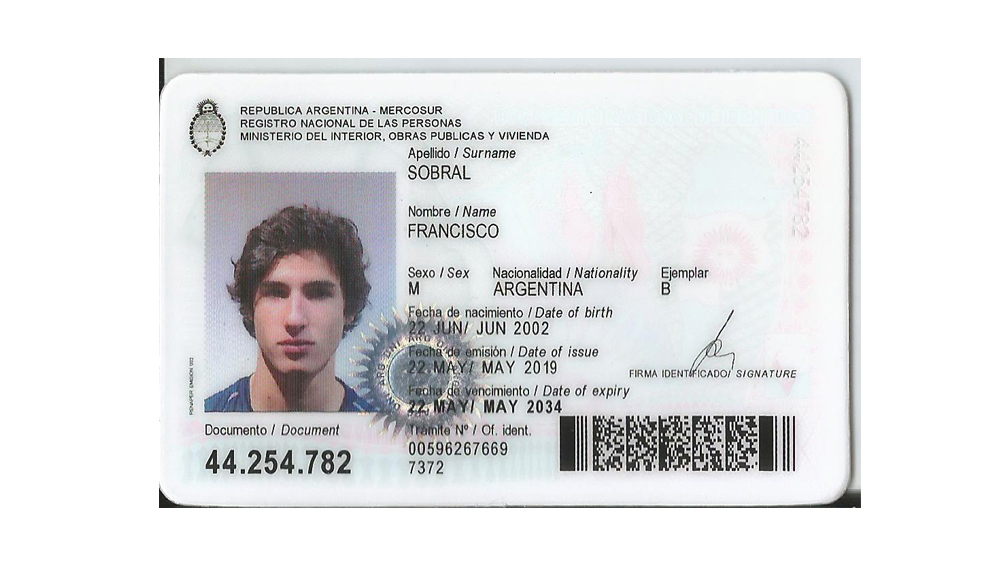 REPUBLICA ARGENTINA - MERCOSUR
REGISTRO NACIONAL DE LAS PERSONAS
MINISTERIO DEL INTERIOR, OBRAS PUBLICAS Y VIVIENDA
Apellido / Surname
SOBRAL
Nombre / Name
FRANCISCO
Sexo / Sex Nacionalidad / Nationality Ejemplar
M ARGENTINA B
Fecha de nacimiento / Date of birth
22 JUN/ JUN 2002
Fecha de emisión / Date of issue
22 MAY/ MAY 2019
FIRMA IDENTIFICADO/ SIGNATURE
Fecha de vencimiento / Date of expiry
22 MAY/ MAY 2034
Documento / Document
44.254.782
Trámite Nº / Of. ident.
00596267669
7372
44254782